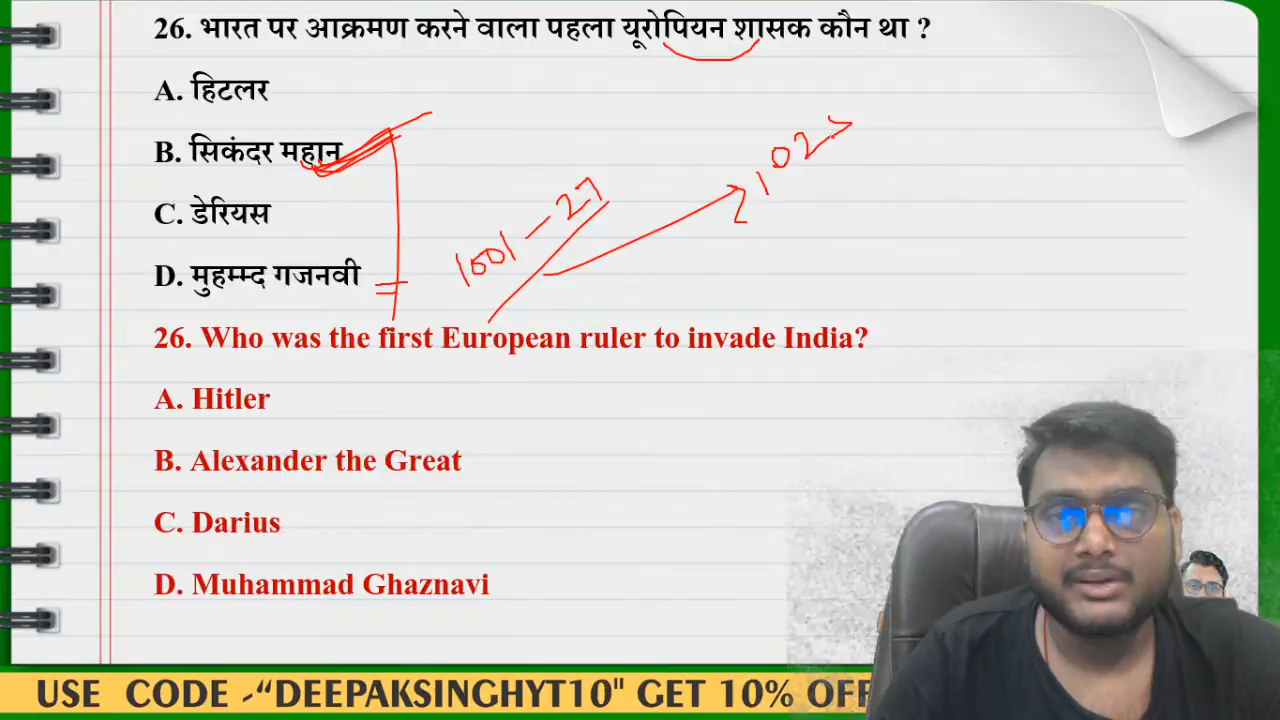 26. भारत पर आक्रमण करने वाला पहला यूरोपियन शासक कौन था ?
A. हिटलर
B. सिकंदर महान
C. डेरियस
D. मुहम्म्द गजनवी
1001 - 27
102
26. Who was the first European ruler to invade India?
A. Hitler
B. Alexander the Great
C. Darius
D. Muhammad Ghaznavi
USE CODE -“DEEPAKSINGHYT10" GET 10% OFF